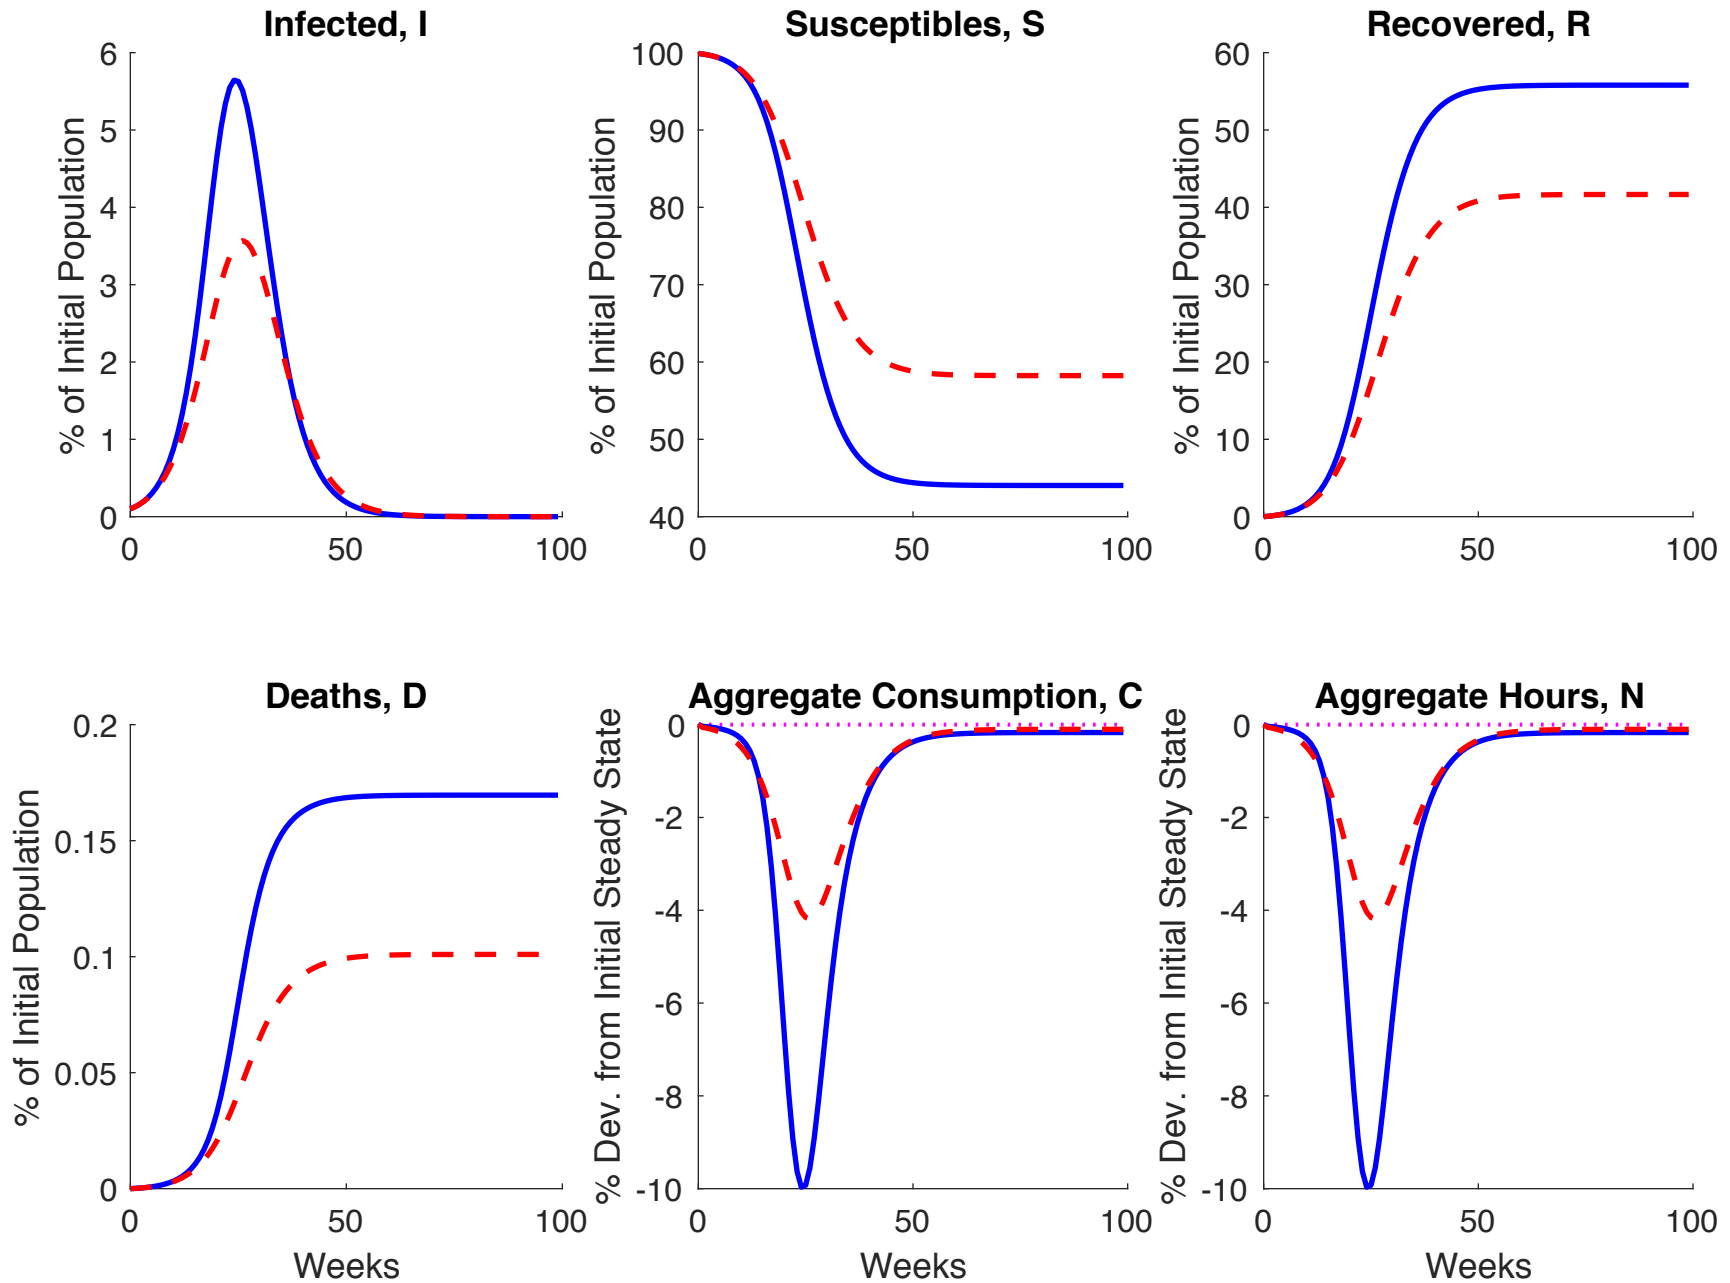 Infected, I
% of Initial Population
6
5
4
3
2
1
0
0 50 100
Susceptibles, S
% of Initial Population
100
90
80
70
60
50
40
0 50 100
Recovered, R
% of Initial Population
60
50
40
30
20
10
0
0 50 100
Deaths, D
% of Initial Population
0.2
0.15
0.1
0.05
0
0 50 100
Weeks
Aggregate Consumption, C
% Dev. from Initial Steady State
0
-2
-4
-6
-8
-10
0 50 100
Weeks
Aggregate Hours, N
% Dev. from Initial Steady State
0
-2
-4
-6
-8
-10
0 50 100
Weeks